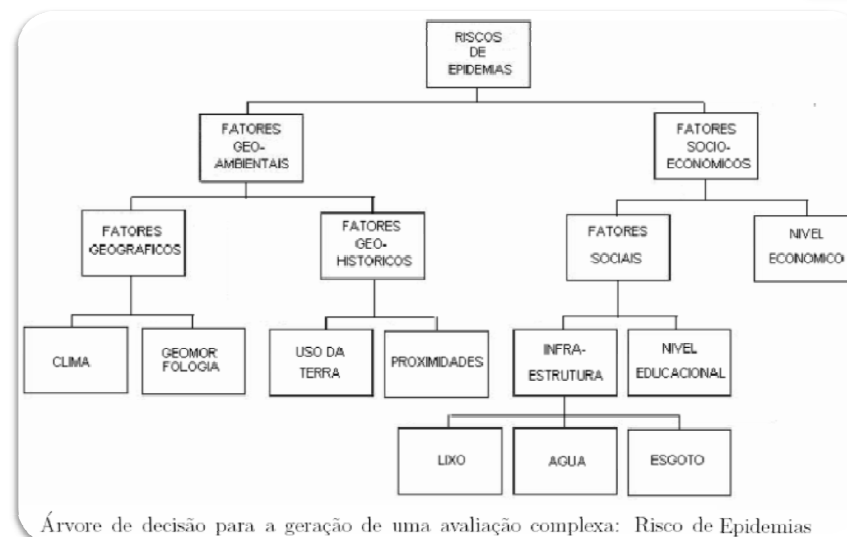 RISCOS
DE
EPIDEMIAS
FATORES
GEO-
AMBIENTAIS
FATORES
SOCIO-
ECONOMICOS
FATORES
GEOGRAFICOS
FATORES
GEO-
HISTORICOS
FATORES
SOCIAIS
NIVEL
ECONOMICO
CLIMA
GEOMOR
FOLOGIA
USO DA
TERRA
PROXIMIDADES
INFRA-
ESTRUTURA
NIVEL
EDUCACIONAL
LIXO
AGUA
ESGOTO
Árvore de decisão para a geração de uma avaliação complexa: Risco de Epidemias